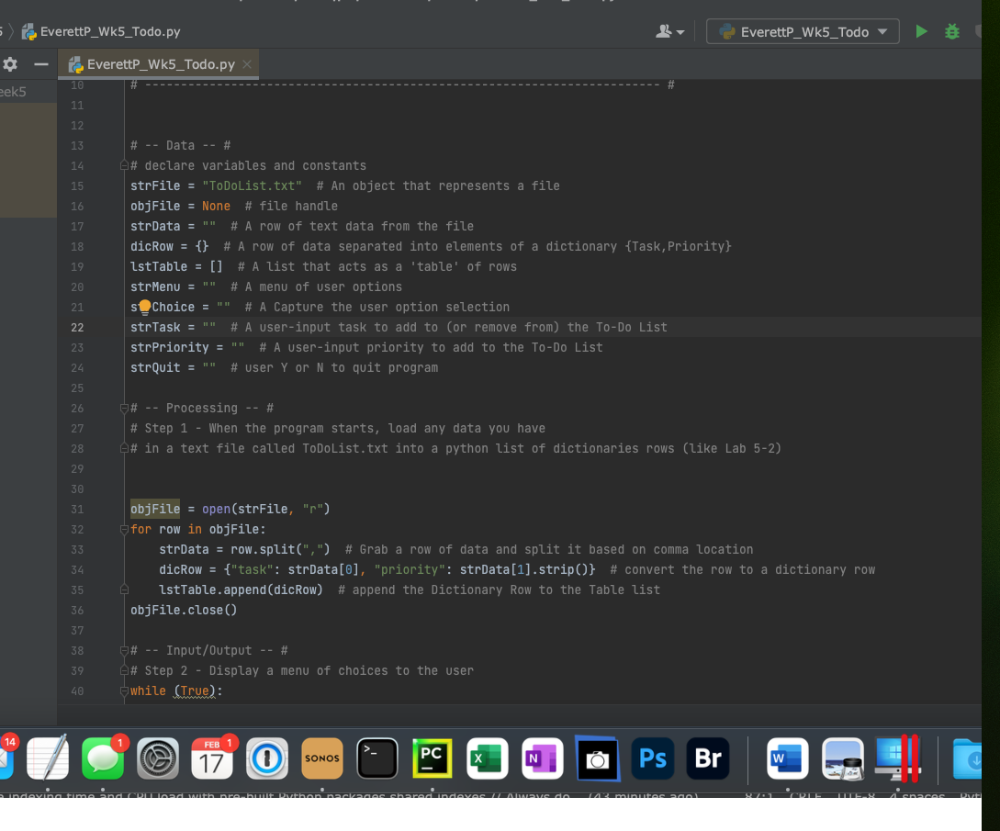 EverettP_Wk5_Todo.py
EverettP_Wk5_Todo
EverettP_Wk5_Todo.py
eek5
10 # ------------------------------------------------------------------------ #
11
12
13 # -- Data -- #
14 # declare variables and constants
15 strFile = "ToDoList.txt"  # An object that represents a file
16 objFile = None  # file handle
17 strData = ""  # A row of text data from the file
18 dicRow = {}  # A row of data separated into elements of a dictionary {Task,Priority}
19 lstTable = []  # A list that acts as a 'table' of rows
20 strMenu = ""  # A menu of user options
21 strChoice = ""  # A Capture the user option selection
22 strTask = ""  # A user-input task to add to (or remove from) the To-Do List
23 strPriority = ""  # A user-input priority to add to the To-Do List
24 strQuit = ""  # user Y or N to quit program
25
26 # -- Processing -- #
27 # Step 1 - When the program starts, load any data you have
28 # in a text file called ToDoList.txt into a python list of dictionaries rows (like Lab 5-2)
29
30
31 objFile = open(strFile, "r")
32 for row in objFile:
33     strData = row.split(",")  # Grab a row of data and split it based on comma location
34     dicRow = {"task": strData[0], "priority": strData[1].strip()}  # convert the row to a dictionary row
35     lstTable.append(dicRow)  # append the Dictionary Row to the Table list
36 objFile.close()
37
38 # -- Input/Output -- #
39 # Step 2 - Display a menu of choices to the user
40 while (True):
14
1
FEB 1
17
SONOS
>_
PC
X
N
Ps
Br
W
e indexing time and CPU load with pre-built Python packages shared indexes // Always do... (43 minutes ago) 87:1 CRLF UTF-8 4 spaces Pyt